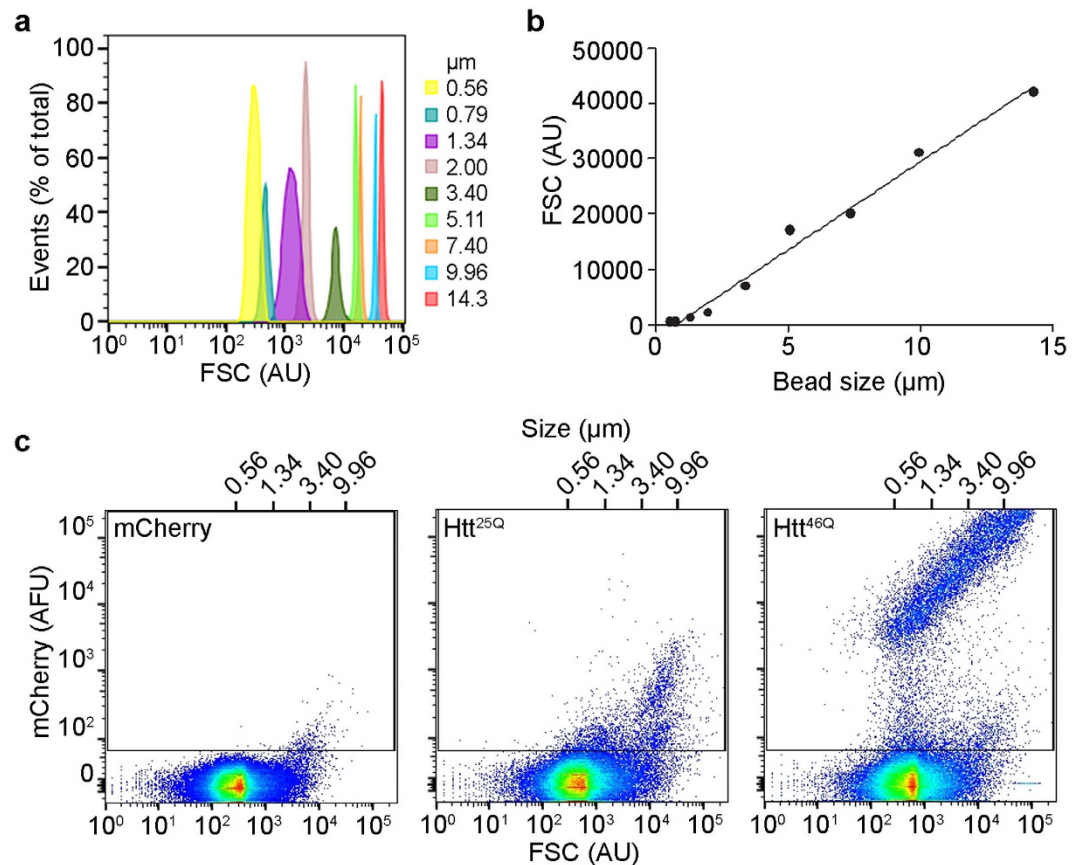 a
b
100
80
60
40
20
0
Events (% of total)
10⁰ 10¹ 10² 10³ 10⁴ 10⁵
FSC (AU)
µm
0.56
0.79
1.34
2.00
3.40
5.11
7.40
9.96
14.3
50000
40000
30000
20000
10000
0
FSC (AU)
0 5 10 15
Bead size (µm)
c
Size (µm)
0.56 1.34 3.40 9.96
0.56 1.34 3.40 9.96
0.56 1.34 3.40 9.96
mCherry
Htt²⁵Q
Htt⁴⁶Q
10⁵
10⁴
10³
10²
0
mCherry (AFU)
10⁰ 10¹ 10² 10³ 10⁴ 10⁵
10⁰ 10¹ 10² 10³ 10⁴ 10⁵
10⁰ 10¹ 10² 10³ 10⁴ 10⁵
FSC (AU)